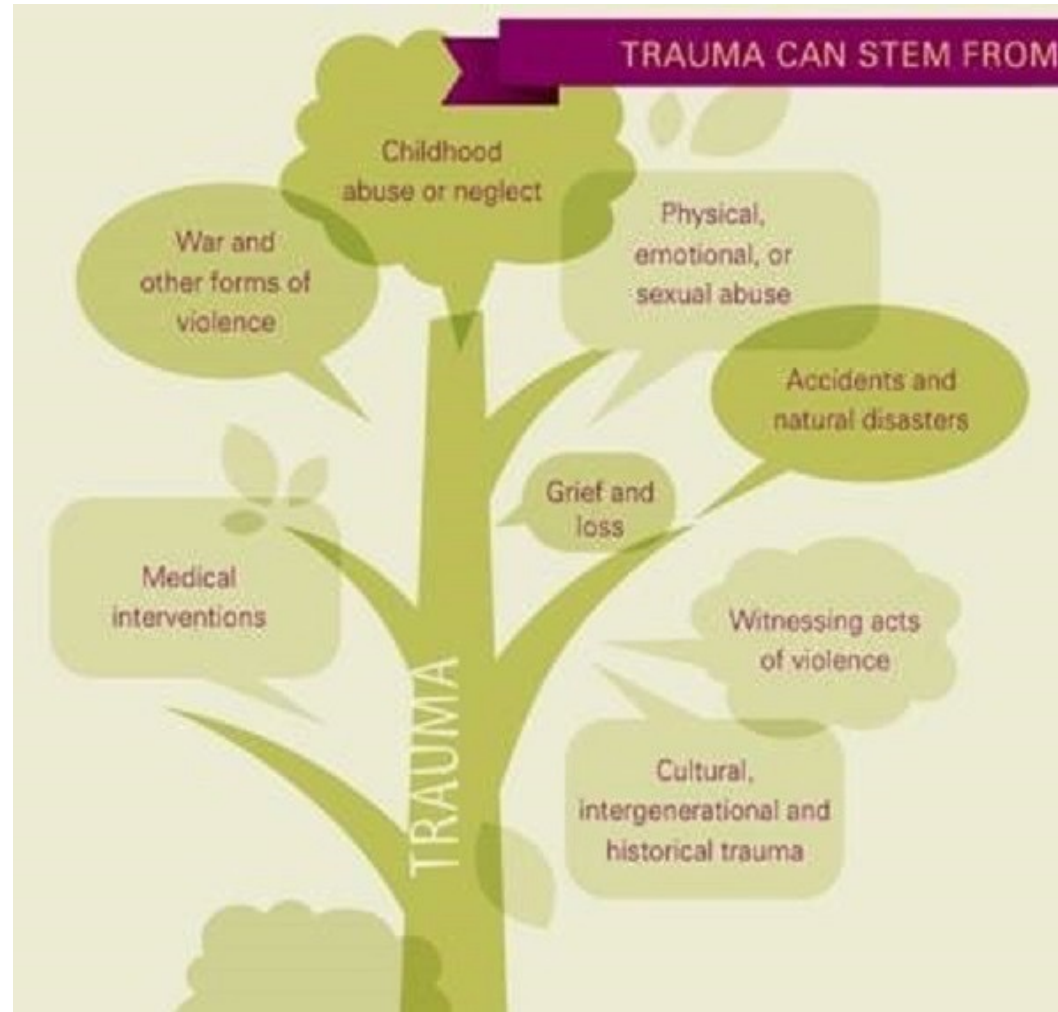 TRAUMA CAN STEM FROM
Childhood
abuse or neglect
War and
other forms of
violence
Physical,
emotional, or
sexual abuse
Accidents and
natural disasters
Grief and
loss
Medical
interventions
Witnessing acts
of violence
Cultural,
intergenerational and
historical trauma
TRAUMA